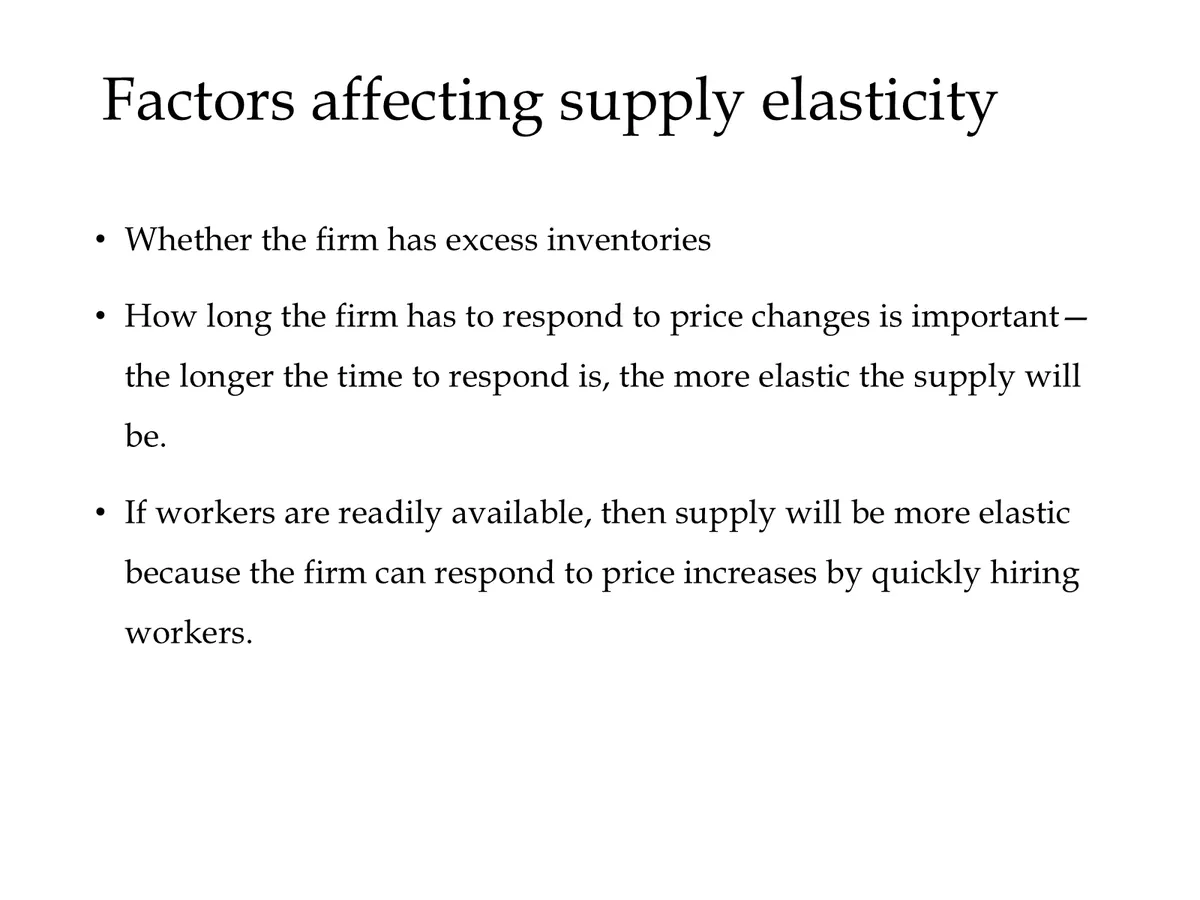 Factors affecting supply elasticity
• Whether the firm has excess inventories
• How long the firm has to respond to price changes is important—
the longer the time to respond is, the more elastic the supply will
be.
• If workers are readily available, then supply will be more elastic
because the firm can respond to price increases by quickly hiring
workers.